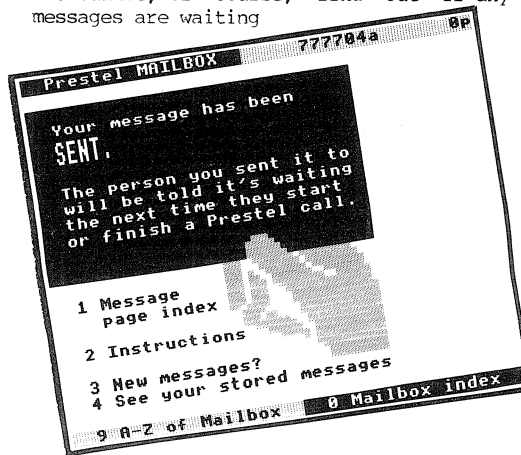 messages are waiting
Prestel MAILBOX 777704a 0p
Your message has been
SENT.
The person you sent it to
will be told it's waiting
the next time they start
or finish a Prestel call.
1 Message
page index
2 Instructions
3 New messages?
4 See your stored messages
9 A-Z of Mailbox 0 Mailbox index